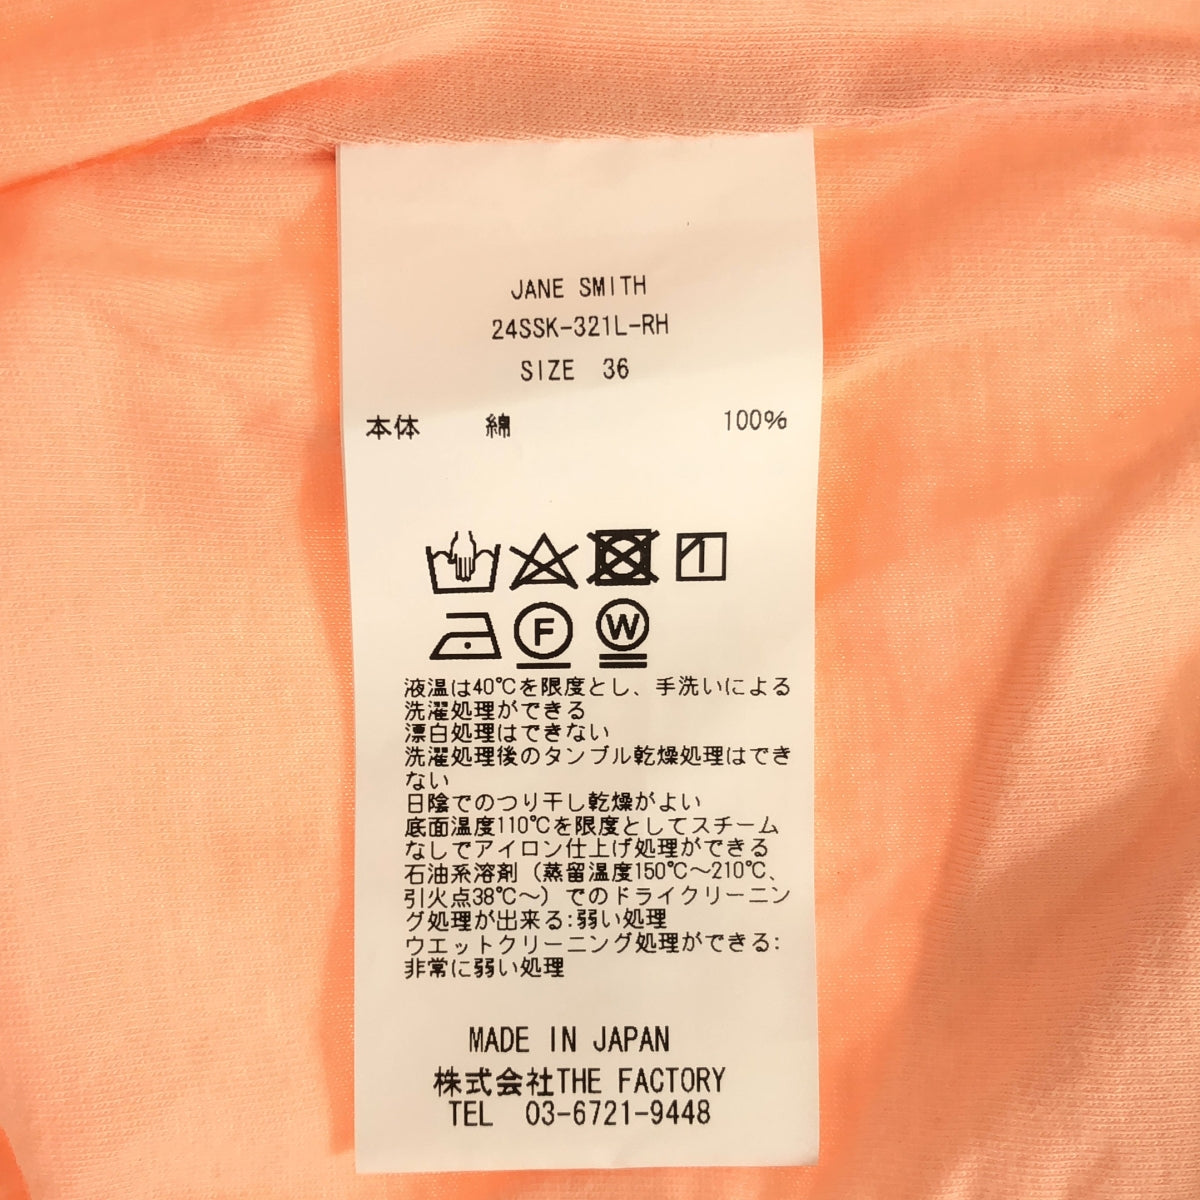 JANE SMITH
24SSK-321L-RH
SIZE 36
本体 綿 100%
F W
液温は40℃を限度とし、手洗いによる
洗濯処理ができる
漂白処理はできない
洗濯処理後のタンブル乾燥処理はでき
ない
日陰でのつり干し乾燥がよい
底面温度110℃を限度としてスチーム
なしでアイロン仕上げ処理ができる
石油系溶剤（蒸留温度150℃～210℃、
引火点38℃～）でのドライクリーニン
グ処理が出来る:弱い処理
ウエットクリーニング処理ができる:
非常に弱い処理
MADE IN JAPAN
株式会社THE FACTORY
TEL 03-6721-9448